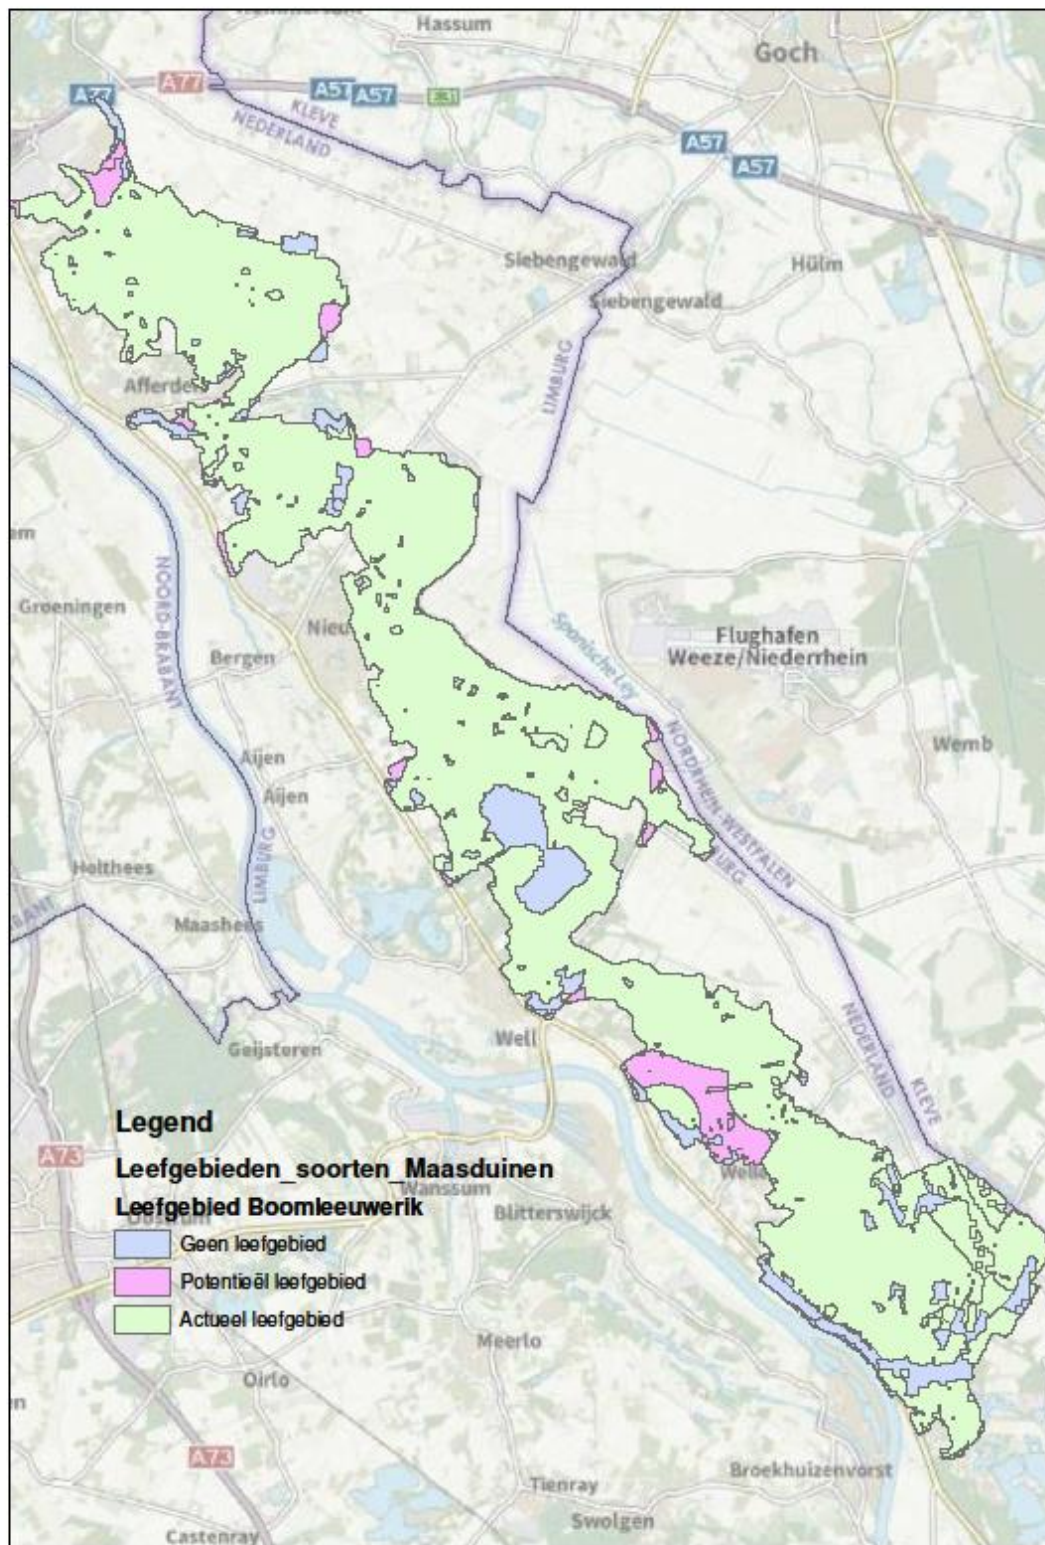 Hassum
Goch
A77
A77
A57
A57
B9
A57
A57
KLEVE
NEDERLAND
Siebengewald
Hülm
Siebengewald
LIMBURG
Afferden
NOORD-BRABANT
Groeningen
Flughafen
Weeze/Niederrhein
Sponische Ley
Bergen
NORDRHEIN-WESTFALEN
Wemb
Aijen
Aijen
LIMBURG
Holthees
Maashees
Well
Geijsteren
NEDERLAND
KLEVE
Legend
A73
Leefgebieden_soorten_Maasduinen
Wanssum
Leefgebied Boomleeuwerik
Blitterswijck
Geen leefgebied
Potentieël leefgebied
Actueel leefgebied
Meerlo
Oirlo
A73
Tienray
Broekhuizenvorst
Swolgen
Castenray